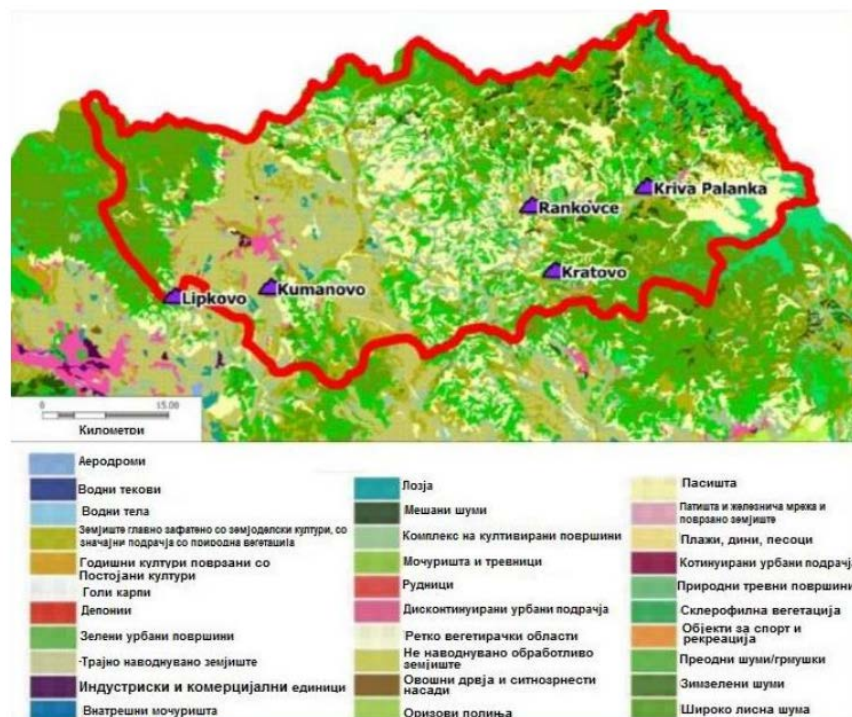 Kriva Palanka
Rankovce
Kratovo
Kumanovo
Lipkovo
0 15.00
Километри
Аеродроми
Водни текови
Водни тела
Земјиште главно зафатено со земјоделски култури, со
значајни подрачја со природна вегетација
Годишни култури поврзани со
Постојани култури
Голи карпи
Депонии
Зелени урбани површини
-Трајно наводнувано земјиште
Индустриски и комерцијални единици
Внатрешни мочуришта
Лозја
Мешани шуми
Комплекс на култивирани површини
Мочуришта и тревници
Рудници
Дисконтинуирани урбани подрачја
Ретко вегетирачки области
Не наводнувано обработливо
земјиште
Овошни дрвја и ситнозрнести
насади
Оризови полиња
Пасишта
Патишта и железнича мрежа и
поврзано земјиште
Плажи, дини, песоци
Котинуирани урбани подрачја
Природни тревни површини
Склерофилна вегетација
Објекти за спорт и
рекреација
Преодни шуми/грмушки
Зимзелени шуми
Широко лисна шума